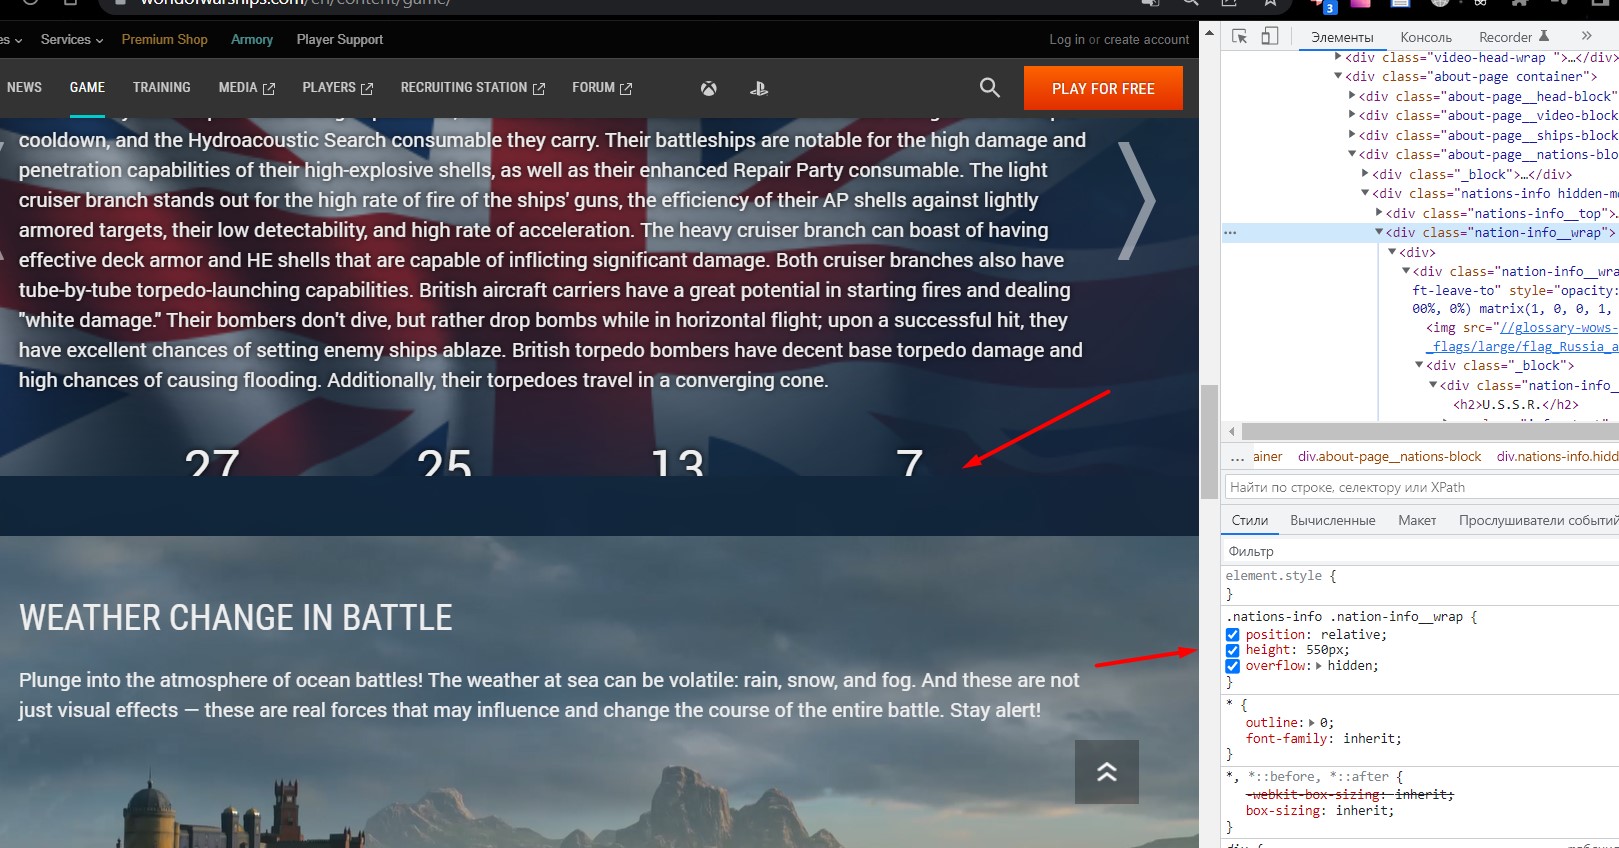 worldofwarships.com/en/content/game/
3
es Services Premium Shop Armory Player Support Log in or create account
NEWS GAME TRAINING MEDIA PLAYERS RECRUITING STATION FORUM PLAY FOR FREE
cooldown, and the Hydroacoustic Search consumable they carry. Their battleships are notable for the high damage and
penetration capabilities of their high-explosive shells, as well as their enhanced Repair Party consumable. The light
cruiser branch stands out for the high rate of fire of the ships' guns, the efficiency of their AP shells against lightly
armored targets, their low detectability, and high rate of acceleration. The heavy cruiser branch can boast of having
effective deck armor and HE shells that are capable of inflicting significant damage. Both cruiser branches also have
tube-by-tube torpedo-launching capabilities. British aircraft carriers have a great potential in starting fires and dealing
"white damage." Their bombers don't dive, but rather drop bombs while in horizontal flight; upon a successful hit, they
have excellent chances of setting enemy ships ablaze. British torpedo bombers have decent base torpedo damage and
high chances of causing flooding. Additionally, their torpedoes travel in a converging cone.
27 25 13 7
WEATHER CHANGE IN BATTLE
Plunge into the atmosphere of ocean battles! The weather at sea can be volatile: rain, snow, and fog. And these are not
just visual effects — these are real forces that may influence and change the course of the entire battle. Stay alert!
Элементы Консоль Recorder »
<div class="video-head-wrap ">…</div>
<div class="about-page container">
<div class="about-page__head-block"
<div class="about-page__video-block
<div class="about-page__ships-block
<div class="about-page__nations-blo
<div class="_block">…</div>
<div class="nations-info hidden-mo
<div class="nations-info__top">…
… <div class="nation-info__wrap">
<div>
<div class="nation-info__wra
ft-leave-to" style="opacity:
00%, 0%) matrix(1, 0, 0, 1,
<img src="//glossary-wows-
_flags/large/flag_Russia_a
<div class="_block">
<div class="nation-info_
<h2>U.S.S.R.</h2>
… ainer div.about-page__nations-block div.nations-info.hidd
Найти по строке, селектору или XPath
Стили Вычисленные Макет Прослушиватели событий
Фильтр
element.style {
}
.nations-info .nation-info__wrap {
position: relative;
height: 550px;
overflow: hidden;
}
* {
outline: 0;
font-family: inherit;
}
*, *::before, *::after {
-webkit-box-sizing: inherit;
box-sizing: inherit;
}